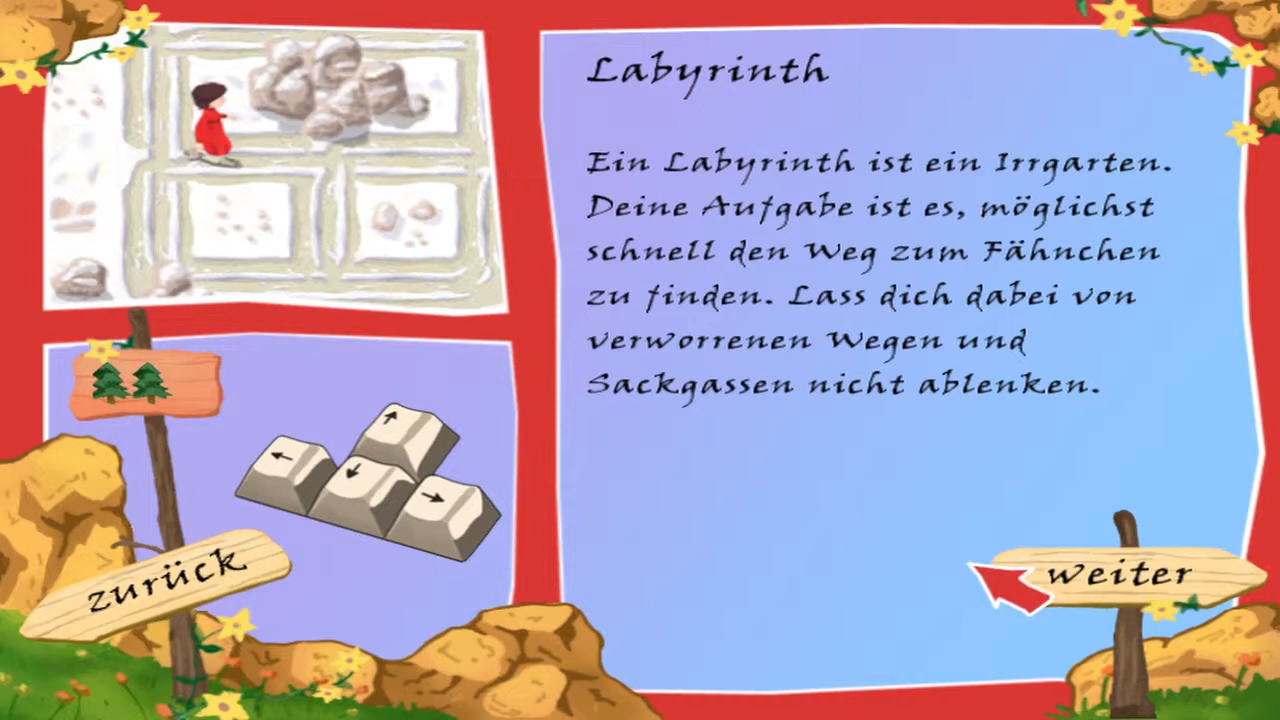 Labyrinth
Ein Labyrinth ist ein Irrgarten.
Deine Aufgabe ist es, möglichst
schnell den Weg zum Fähnchen
zu finden. Lass dich dabei von
verworrenen Wegen und
Sackgassen nicht ablenken.
zurück
weiter